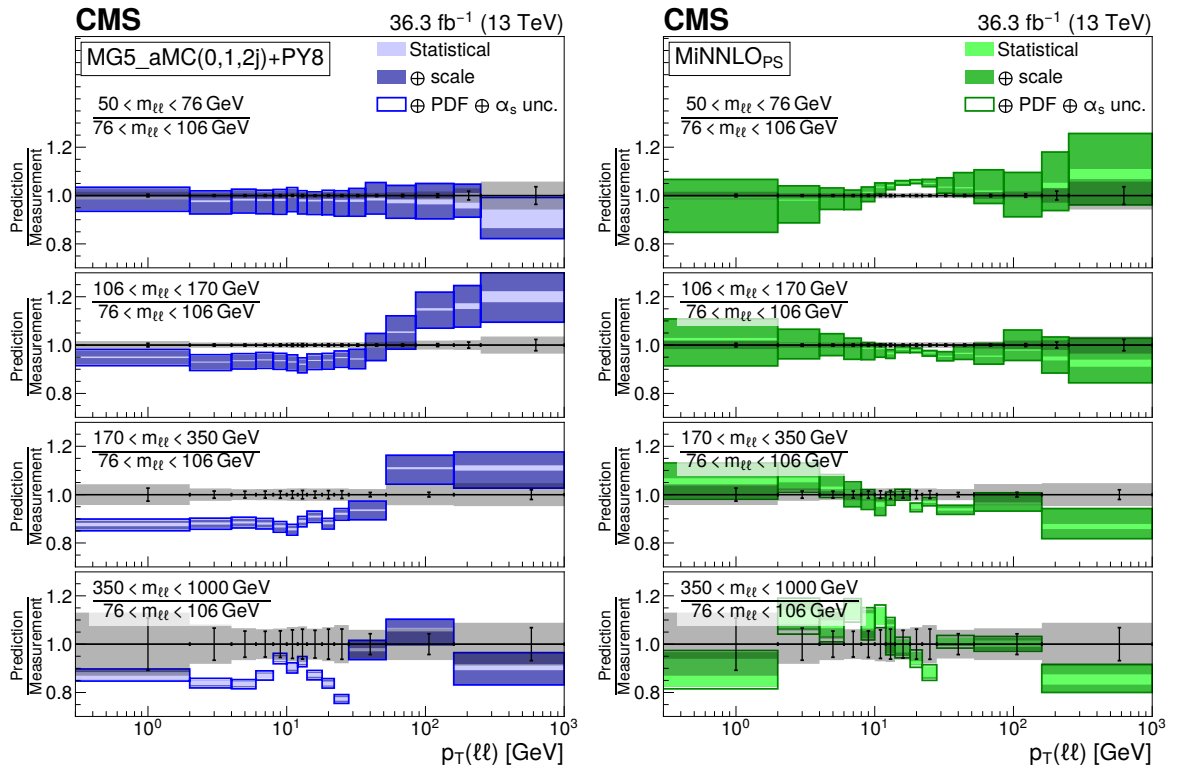 CMS 36.3 fb⁻¹ (13 TeV)
MG5_aMC(0,1,2j)+PY8
Statistical
⊕ scale
⊕ PDF ⊕ αₛ unc.
50 < mℓℓ < 76 GeV
76 < mℓℓ < 106 GeV
Prediction
Measurement
1.2
1.0
0.8
106 < mℓℓ < 170 GeV
76 < mℓℓ < 106 GeV
Prediction
Measurement
1.2
1.0
0.8
170 < mℓℓ < 350 GeV
76 < mℓℓ < 106 GeV
Prediction
Measurement
1.2
1.0
0.8
350 < mℓℓ < 1000 GeV
76 < mℓℓ < 106 GeV
Prediction
Measurement
1.2
1.0
0.8
10⁰ 10¹ 10² 10³
p_T(ℓℓ) [GeV]
CMS 36.3 fb⁻¹ (13 TeV)
MiNNLO_PS
Statistical
⊕ scale
⊕ PDF ⊕ αₛ unc.
50 < mℓℓ < 76 GeV
76 < mℓℓ < 106 GeV
Prediction
Measurement
1.2
1.0
0.8
106 < mℓℓ < 170 GeV
76 < mℓℓ < 106 GeV
Prediction
Measurement
1.2
1.0
0.8
170 < mℓℓ < 350 GeV
76 < mℓℓ < 106 GeV
Prediction
Measurement
1.2
1.0
0.8
350 < mℓℓ < 1000 GeV
76 < mℓℓ < 106 GeV
Prediction
Measurement
1.2
1.0
0.8
10⁰ 10¹ 10² 10³
p_T(ℓℓ) [GeV]